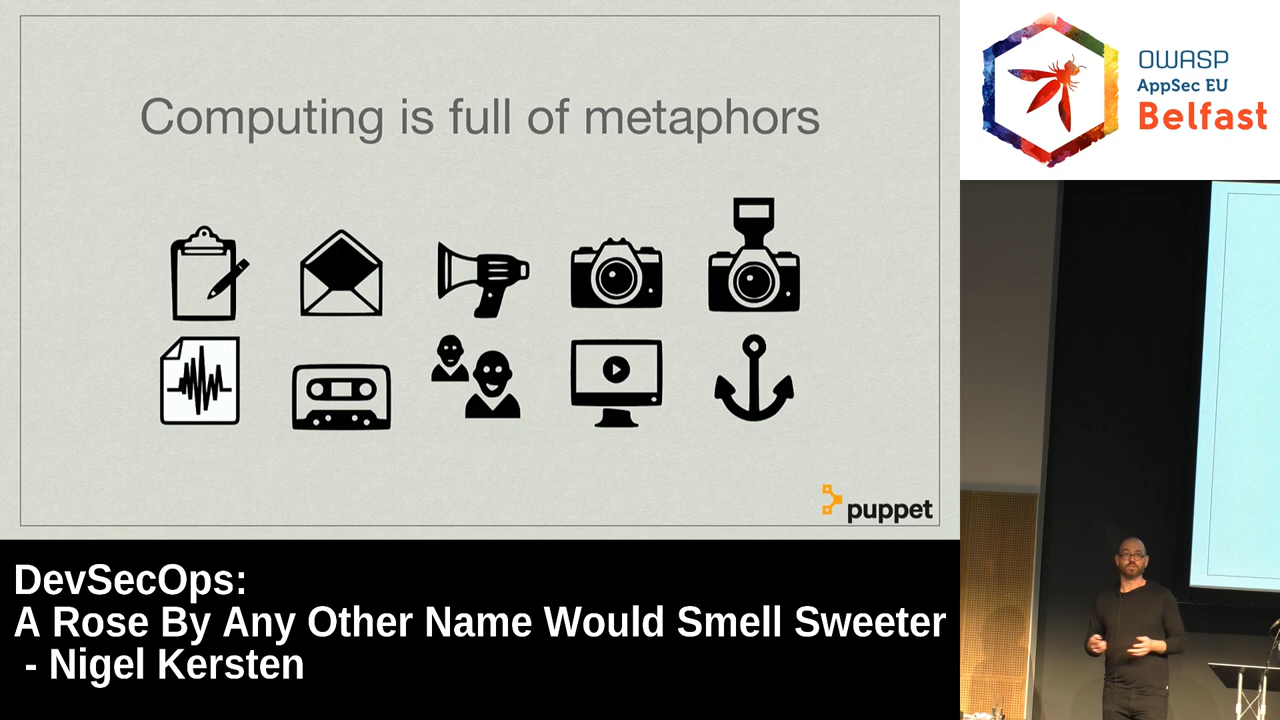 Computing is full of metaphors
puppet
OWASP
AppSec EU
Belfast
DevSecOps:
A Rose By Any Other Name Would Smell Sweeter
- Nigel Kersten